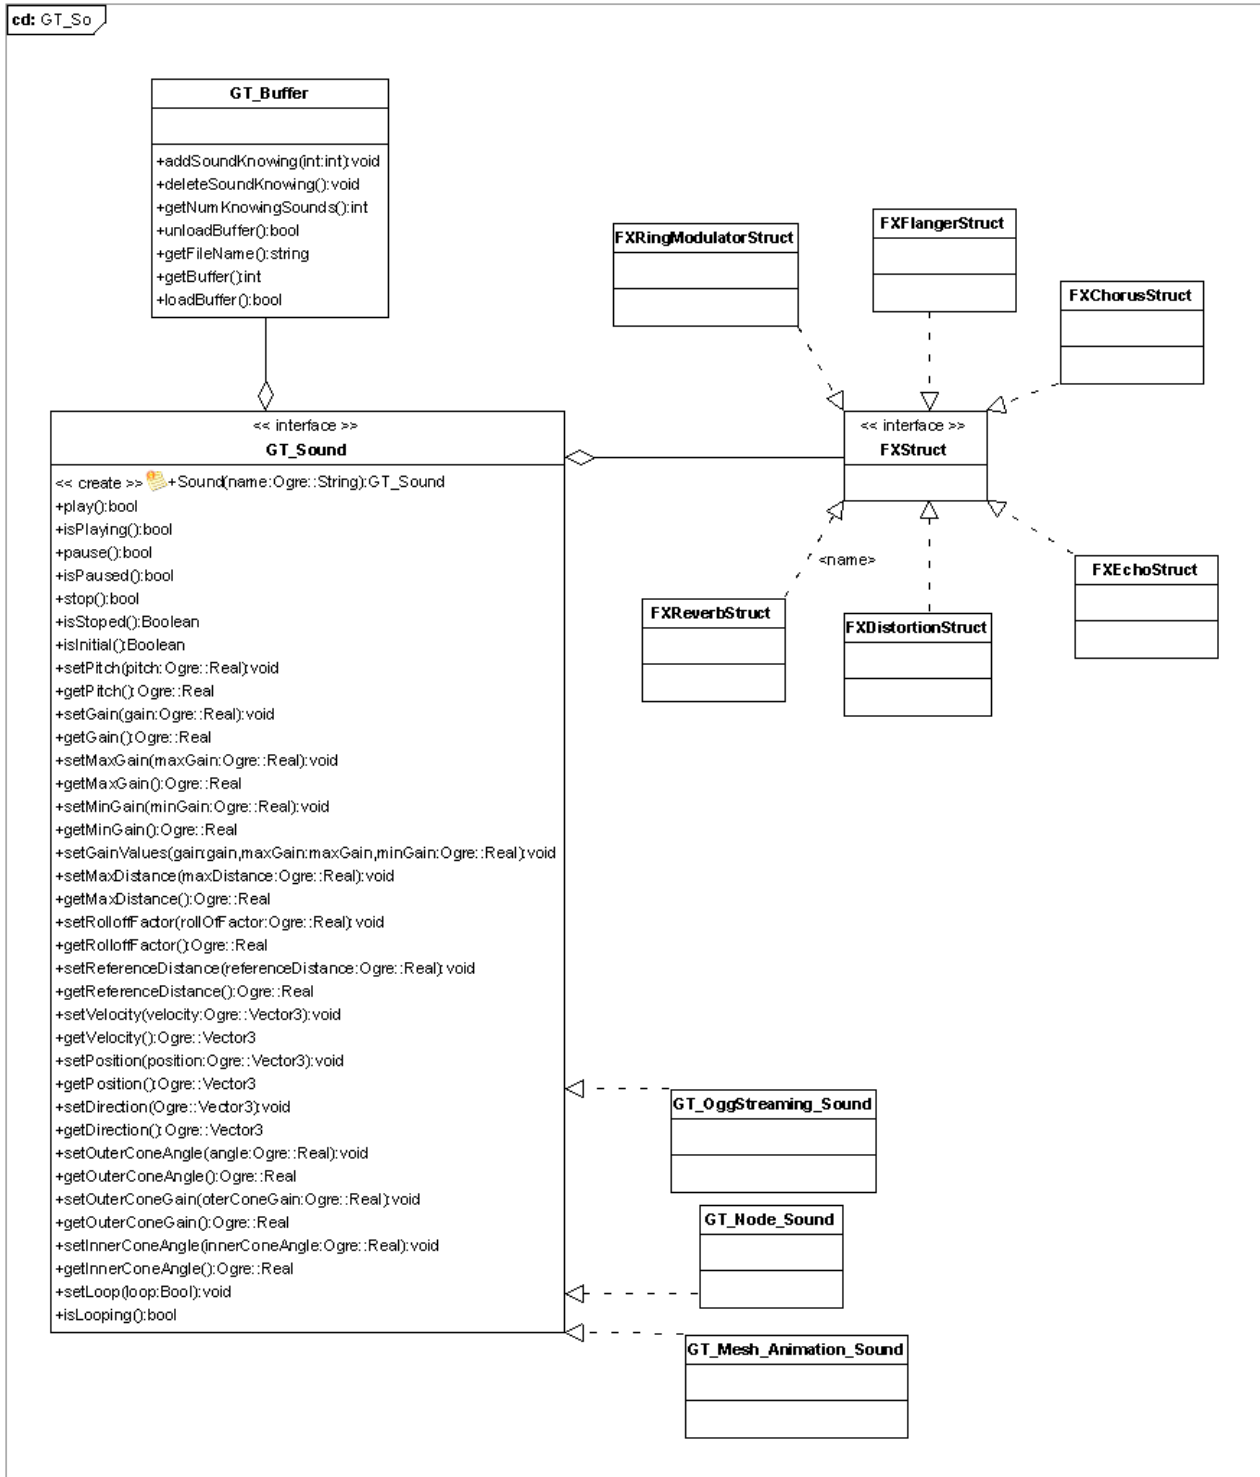 cd: GT_So
GT_Buffer
+addSoundKnowing(int:int):void
+deleteSoundKnowing():void
+getNumKnowingSounds():int
+unloadBuffer():bool
+getFileName():string
+getBuffer():int
+loadBuffer():bool
FXRingModulatorStruct
FXFlangerStruct
FXChorusStruct
<< interface >>
FXStruct
<name>
FXReverbStruct
FXDistortionStruct
FXEchoStruct
<< interface >>
GT_Sound
<< create >> +Sound(name:Ogre::String):GT_Sound
+play():bool
+isPlaying():bool
+pause():bool
+isPaused():bool
+stop():bool
+isStoped():Boolean
+isInitial():Boolean
+setPitch(pitch:Ogre::Real):void
+getPitch():Ogre::Real
+setGain(gain:Ogre::Real):void
+getGain():Ogre::Real
+setMaxGain(maxGain:Ogre::Real):void
+getMaxGain():Ogre::Real
+setMinGain(minGain:Ogre::Real):void
+getMinGain():Ogre::Real
+setGainValues(gain:gain,maxGain:maxGain,minGain:Ogre::Real):void
+setMaxDistance(maxDistance:Ogre::Real):void
+getMaxDistance():Ogre::Real
+setRolloffFactor(rollOfFactor:Ogre::Real):void
+getRolloffFactor():Ogre::Real
+setReferenceDistance(referenceDistance:Ogre::Real):void
+getReferenceDistance():Ogre::Real
+setVelocity(velocity:Ogre::Vector3):void
+getVelocity():Ogre::Vector3
+setPosition(position:Ogre::Vector3):void
+getPosition():Ogre::Vector3
+setDirection(Ogre::Vector3):void
+getDirection():Ogre::Vector3
+setOuterConeAngle(angle:Ogre::Real):void
+getOuterConeAngle():Ogre::Real
+setOuterConeGain(oterConeGain:Ogre::Real):void
+getOuterConeGain():Ogre::Real
+setInnerConeAngle(innerConeAngle:Ogre::Real):void
+getInnerConeAngle():Ogre::Real
+setLoop(loop:Bool):void
+isLooping():bool
GT_OggStreaming_Sound
GT_Node_Sound
GT_Mesh_Animation_Sound